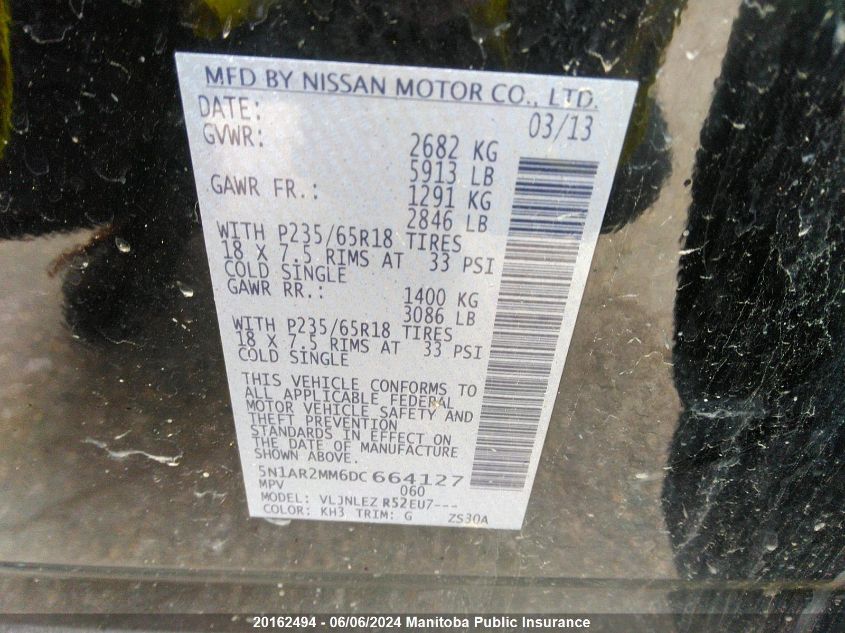 MFD BY NISSAN MOTOR CO., LTD.
DATE: 03/13
GVWR: 2682 KG
5913 LB
GAWR FR.: 1291 KG
2846 LB
WITH P235/65R18 TIRES
18 X 7.5 RIMS AT 33 PSI
COLD SINGLE
GAWR RR.: 1400 KG
3086 LB
WITH P235/65R18 TIRES
18 X 7.5 RIMS AT 33 PSI
COLD SINGLE
THIS VEHICLE CONFORMS TO
ALL APPLICABLE FEDERAL
MOTOR VEHICLE SAFETY AND
THEFT PREVENTION
STANDARDS IN EFFECT ON
THE DATE OF MANUFACTURE
SHOWN ABOVE.
5N1AR2MM6DC664127
MPV 060
MODEL: VLJNLEZ R52EU7---
COLOR: KH3 TRIM: G ZS30A
20162494 - 06/06/2024 Manitoba Public Insurance